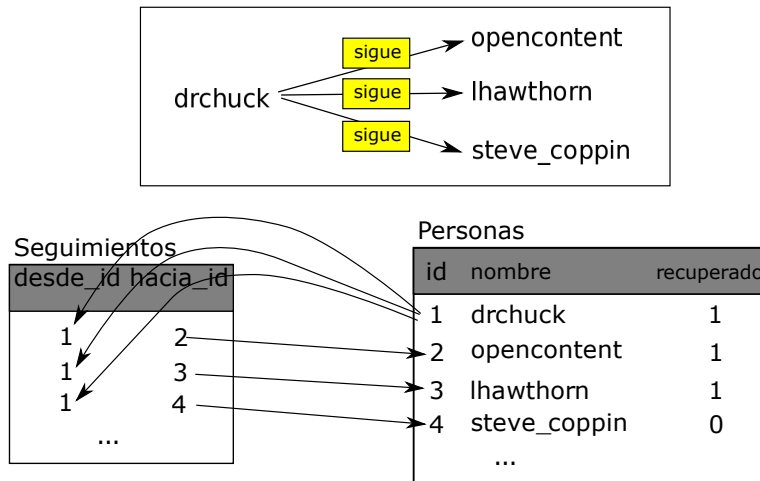 sigue
opencontent
drchuck
sigue
lhawthorn
sigue
steve_coppin
Seguimientos
desde_id hacia_id
1 2
1 3
1 4
...
Personas
id nombre recuperado
1 drchuck 1
2 opencontent 1
3 lhawthorn 1
4 steve_coppin 0
...